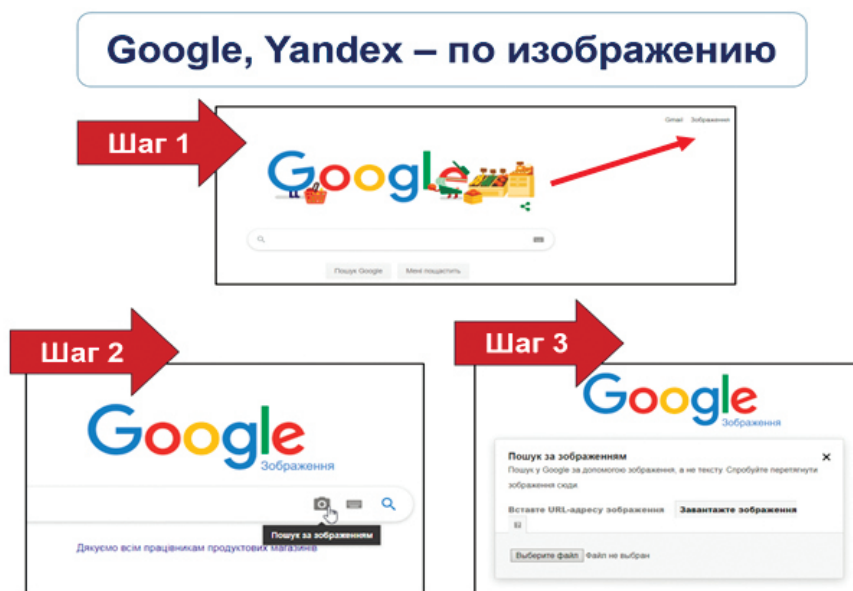 Google, Yandex – по изображению
Шаг 1
Gmail Зображення
Google
Пошук Google Мені пощастить
Шаг 2
Google
Зображення
Пошук за зображенням
Дякуємо всім працівникам продуктових магазинів
Шаг 3
Google
Зображення
Пошук за зображенням
Пошук у Google за допомогою зображення, а не тексту. Спробуйте перетягнути
зображення сюди.
Вставте URL-адресу зображення Завантажте зображення
Выберите файл Файл не выбран